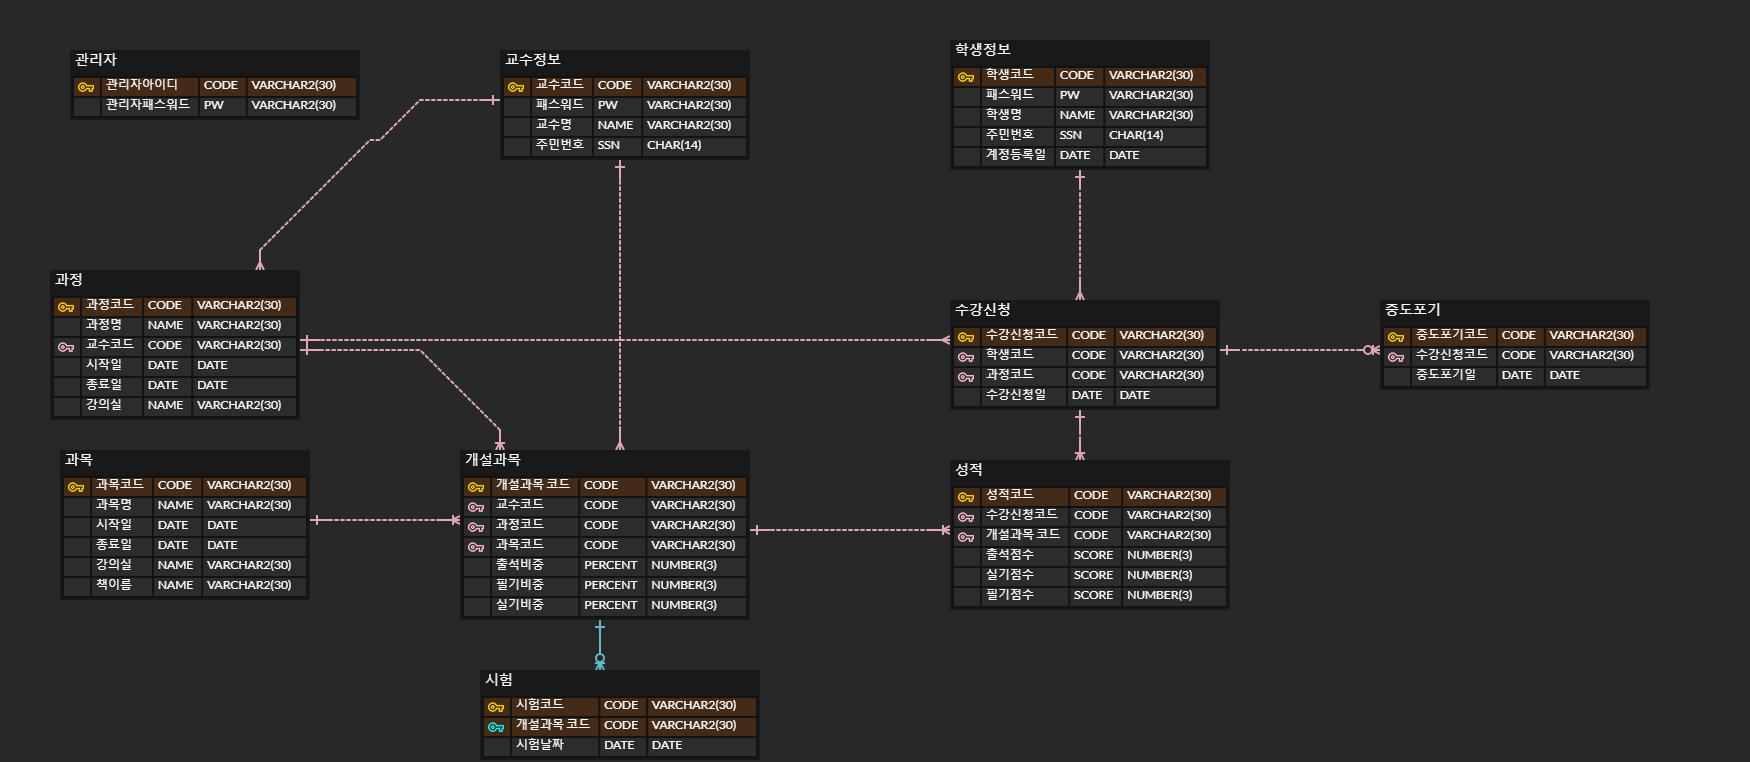 관리자
관리자아이디 CODE VARCHAR2(30)
관리자패스워드 PW VARCHAR2(30)
교수정보
교수코드 CODE VARCHAR2(30)
패스워드 PW VARCHAR2(30)
교수명 NAME VARCHAR2(30)
주민번호 SSN CHAR(14)
학생정보
학생코드 CODE VARCHAR2(30)
패스워드 PW VARCHAR2(30)
학생명 NAME VARCHAR2(30)
주민번호 SSN CHAR(14)
계정등록일 DATE DATE
과정
과정코드 CODE VARCHAR2(30)
과정명 NAME VARCHAR2(30)
교수코드 CODE VARCHAR2(30)
시작일 DATE DATE
종료일 DATE DATE
강의실 NAME VARCHAR2(30)
수강신청
수강신청코드 CODE VARCHAR2(30)
학생코드 CODE VARCHAR2(30)
과정코드 CODE VARCHAR2(30)
수강신청일 DATE DATE
중도포기
중도포기코드 CODE VARCHAR2(30)
수강신청코드 CODE VARCHAR2(30)
중도포기일 DATE DATE
과목
과목코드 CODE VARCHAR2(30)
과목명 NAME VARCHAR2(30)
시작일 DATE DATE
종료일 DATE DATE
강의실 NAME VARCHAR2(30)
책이름 NAME VARCHAR2(30)
개설과목
개설과목 코드 CODE VARCHAR2(30)
교수코드 CODE VARCHAR2(30)
과정코드 CODE VARCHAR2(30)
과목코드 CODE VARCHAR2(30)
출석비중 PERCENT NUMBER(3)
필기비중 PERCENT NUMBER(3)
실기비중 PERCENT NUMBER(3)
성적
성적코드 CODE VARCHAR2(30)
수강신청코드 CODE VARCHAR2(30)
개설과목 코드 CODE VARCHAR2(30)
출석점수 SCORE NUMBER(3)
실기점수 SCORE NUMBER(3)
필기점수 SCORE NUMBER(3)
시험
시험코드 CODE VARCHAR2(30)
개설과목 코드 CODE VARCHAR2(30)
시험날짜 DATE DATE